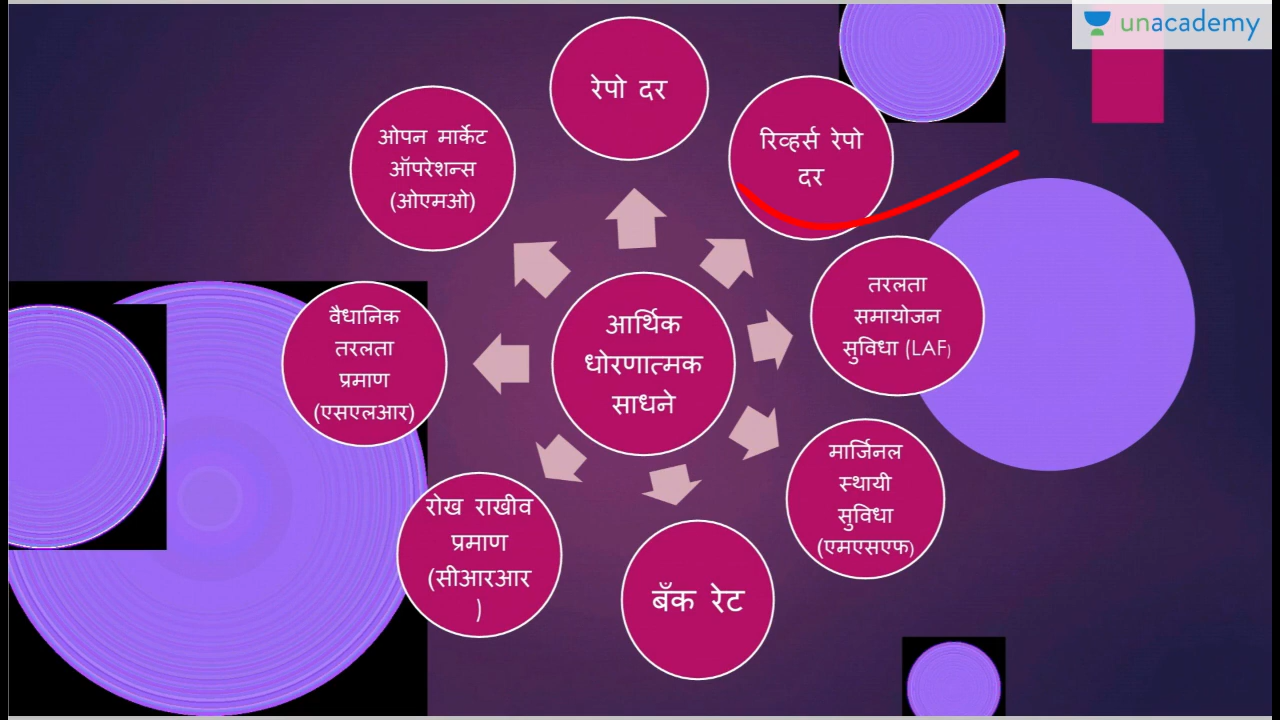 unacademy
रेपो दर
रिव्हर्स रेपो
दर
तरलता
समायोजन
सुविधा (LAF)
मार्जिनल
स्थायी
सुविधा
(एमएसएफ)
बँक रेट
रोख राखीव
प्रमाण
(सीआरआर
)
वैधानिक
तरलता
प्रमाण
(एसएलआर)
ओपन मार्केट
ऑपरेशन्स
(ओएमओ)
आर्थिक
धोरणात्मक
साधने